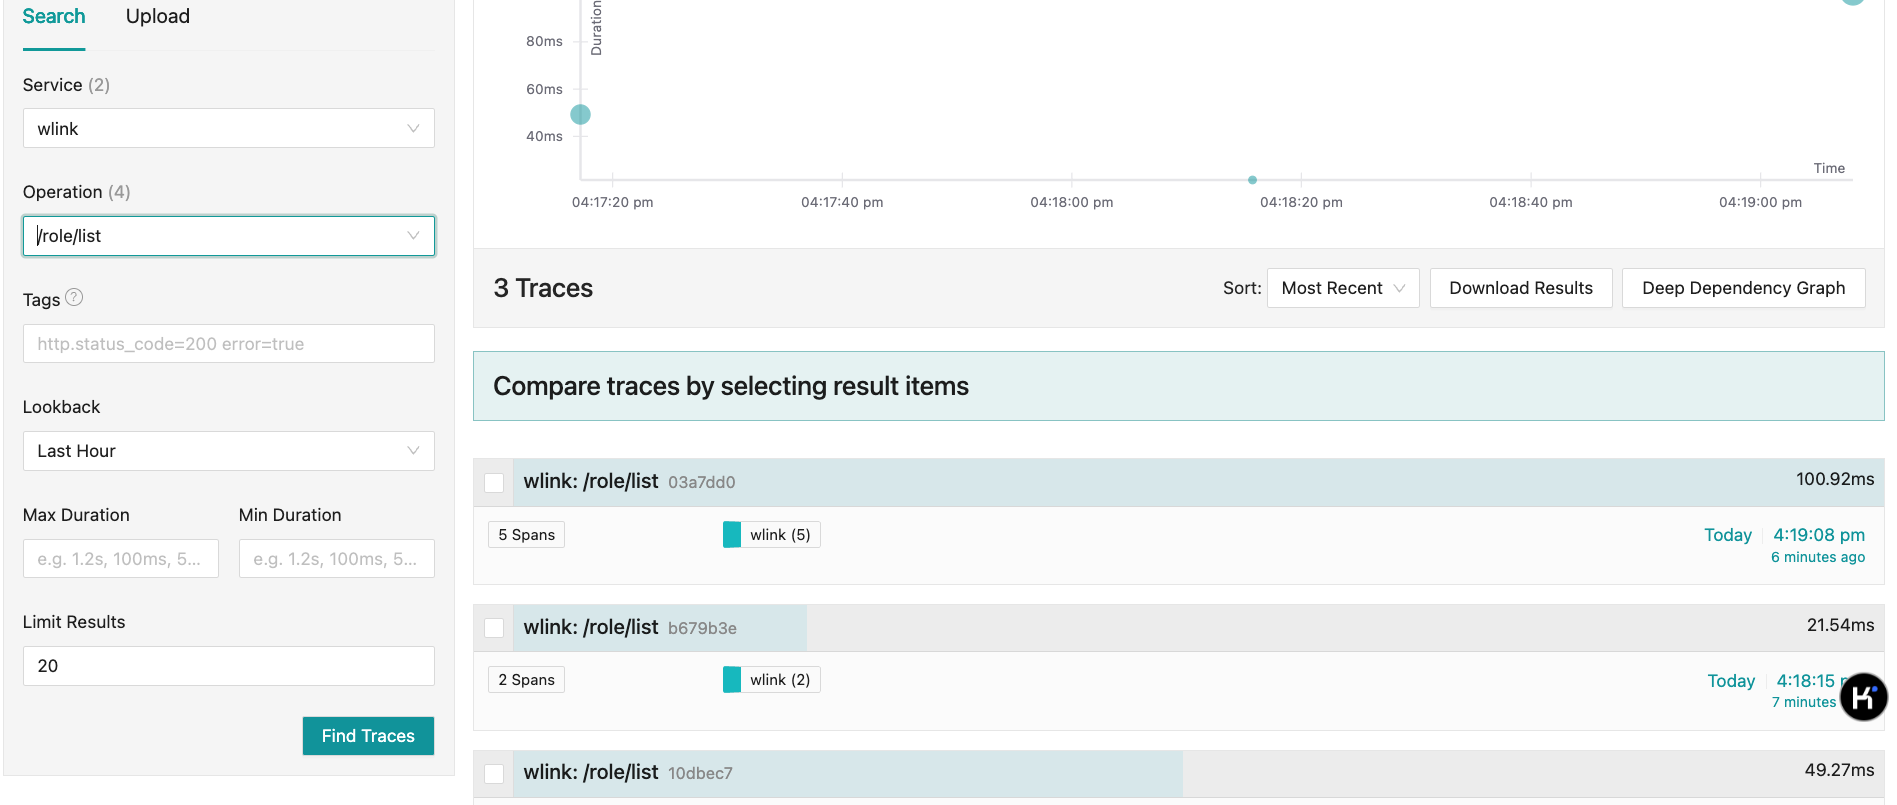 Search
Upload
Service (2)
wlink
Operation (4)
/role/list
Tags ?
http.status_code=200 error=true
Lookback
Last Hour
Max Duration
Min Duration
e.g. 1.2s, 100ms, 5...
e.g. 1.2s, 100ms, 5...
Limit Results
20
Find Traces
Duration
80ms
60ms
40ms
Time
04:17:20 pm
04:17:40 pm
04:18:00 pm
04:18:20 pm
04:18:40 pm
04:19:00 pm
3 Traces
Sort:
Most Recent
Download Results
Deep Dependency Graph
Compare traces by selecting result items
wlink: /role/list 03a7dd0
100.92ms
5 Spans
wlink (5)
Today
4:19:08 pm
6 minutes ago
wlink: /role/list b679b3e
21.54ms
2 Spans
wlink (2)
Today
4:18:15
7 minutes
K
wlink: /role/list 10dbec7
49.27ms